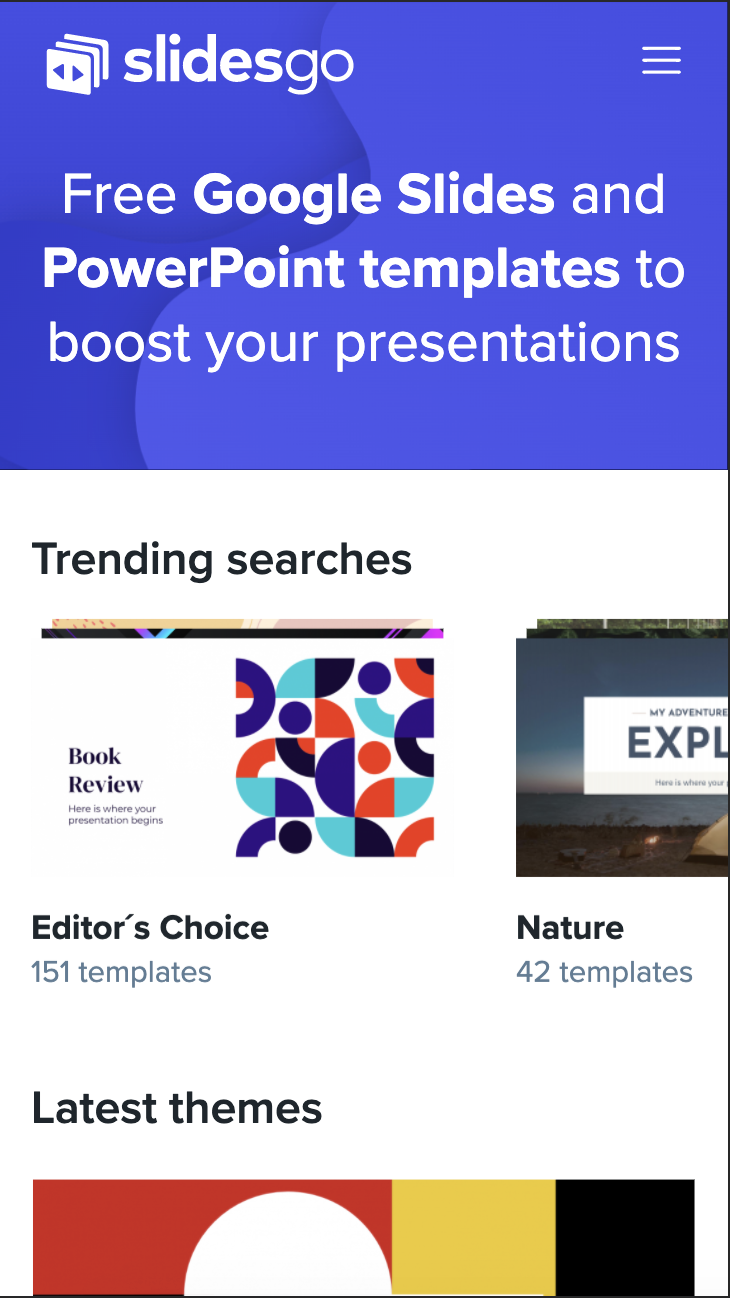 slidesgo
Free Google Slides and
PowerPoint templates to
boost your presentations
Trending searches
Book
Review
Here is where your
presentation begins
MY ADVENTURE
EXPL
Here is where your
Editor´s Choice
151 templates
Nature
42 templates
Latest themes